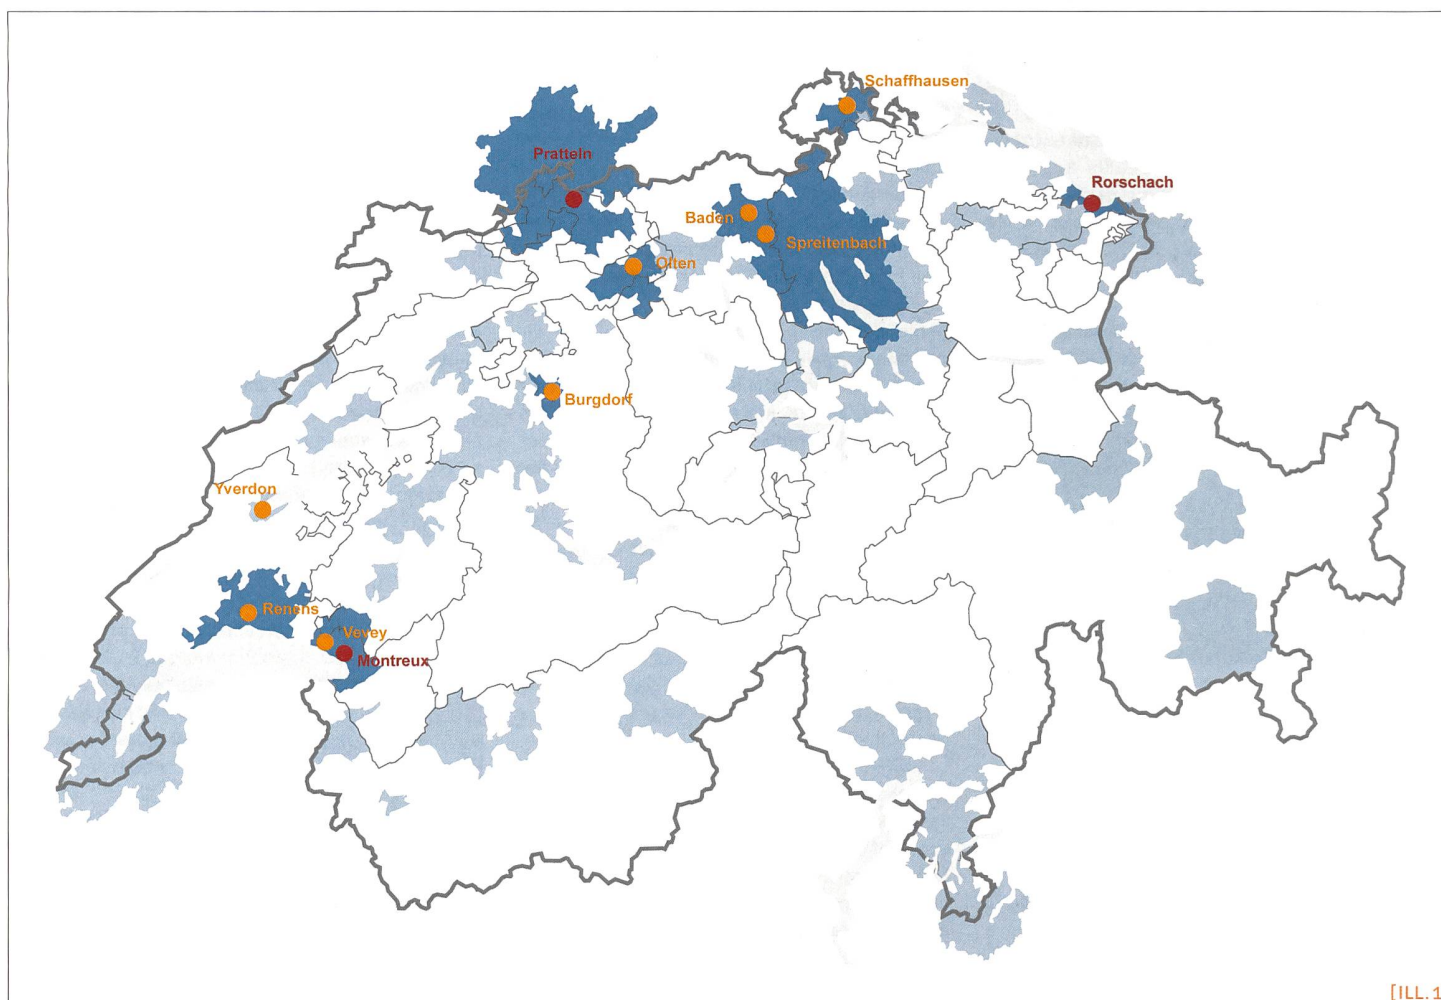 Schaffhausen
Pratteln
Rorschach
Baden
Spreitenbach
Olten
Burgdorf
Yverdon
Renens
Vevey
Montreux
[ILL. 1